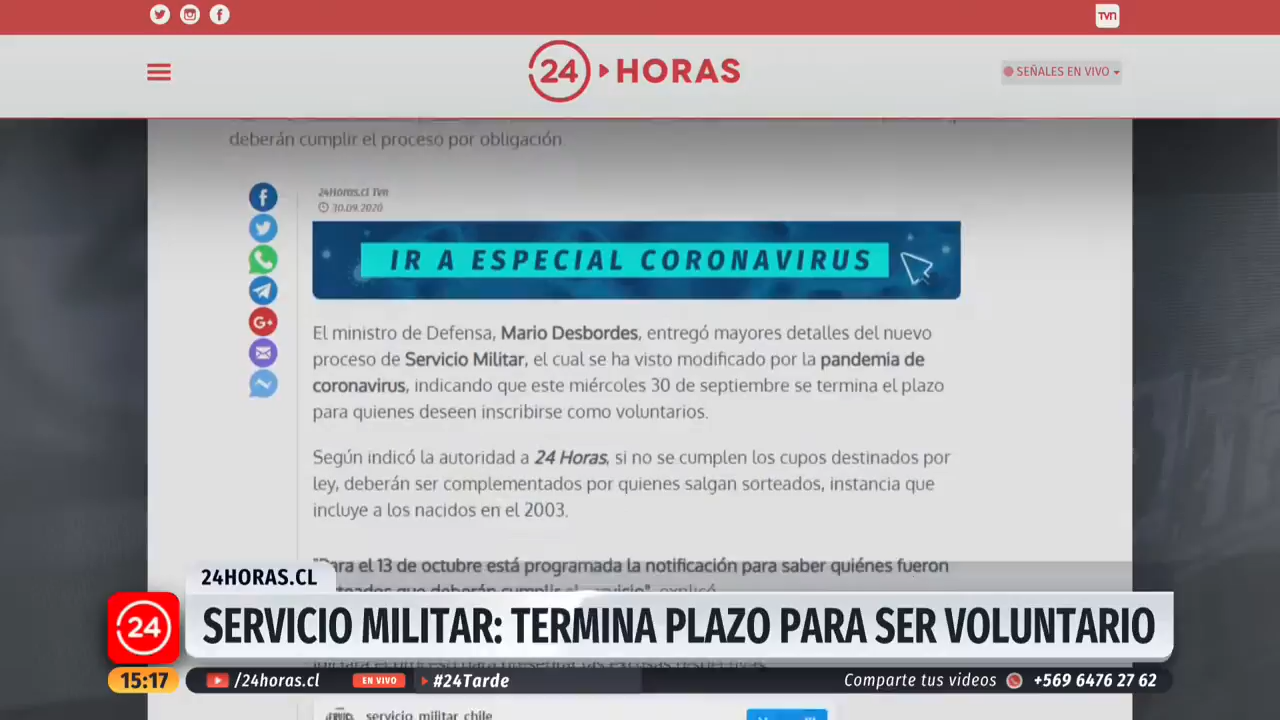 TVN
24 HORAS
SEÑALES EN VIVO
deberán cumplir el proceso por obligación
24Horas.cl Tvn
30.09.2020
IR A ESPECIAL CORONAVIRUS
El ministro de Defensa, Mario Desbordes, entregó mayores detalles del nuevo
proceso de Servicio Militar, el cual se ha visto modificado por la pandemia de
coronavirus, indicando que este miércoles 30 de septiembre se termina el plazo
para quienes deseen inscribirse como voluntarios.
Según indicó la autoridad a 24 Horas, si no se cumplen los cupos destinados por
ley, deberán ser complementados por quienes salgan sorteados, instancia que
incluye a los nacidos en el 2003.
"Para el 13 de octubre está programada la notificación para saber quiénes fueron
24HORAS.CL
24
SERVICIO MILITAR: TERMINA PLAZO PARA SER VOLUNTARIO
15:17 /24horas.cl EN VIVO #24Tarde Comparte tus videos +569 6476 27 62
servicio_militar_chile